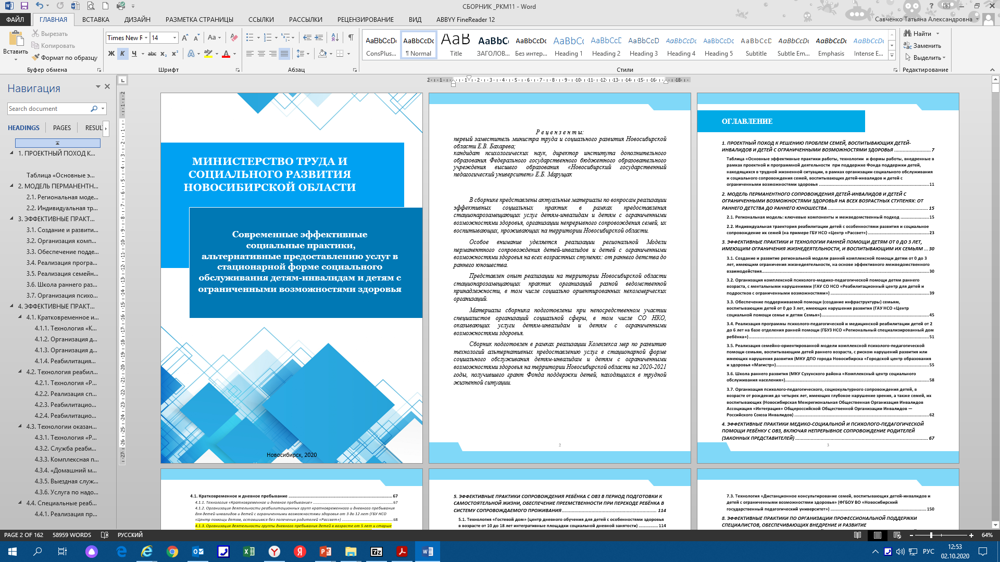 СБОРНИК _РКМ11 - Word
ФАЙЛ ГЛАВНАЯ ВСТАВКА ДИЗАЙН РАЗМЕТКА СТРАНИЦЫ ССЫЛКИ РАССЫЛКИ РЕЦЕНЗИРОВАНИЕ ВИД ABBYY FineReader 12 Савченко Татьяна Александровна
Вставить
Вырезать
Копировать
Формат по образцу
Буфер обмена
Times New R 14
Ж К Ч abc x₂ x²
Шрифт
Абзац
AaBbCcDc AaBbCcDc АаВ AaBbC AaBbCcDc AaBbCcC AaBbCcC AaBbCcD AaBbCcDc AaBbCcDc AaBbCcD AaBbCcDc AaBbCcDc AaBbCcDc
ConsPlus... ¶ Normal Title ЗАГОЛОВ... Без интер... Heading 1 Heading 2 Heading 3 Heading 4 Heading 5 Subtitle Subtle Em... Emphasis Intense E...
Стили
Найти
Заменить
Выделить
Редактирование
Навигация
Search document
HEADINGS PAGES RESUL
1. ПРОЕКТНЫЙ ПОХОД К...
Таблица «Основные э...
2. МОДЕЛЬ ПЕРМАНЕНТН...
2.1. Региональная моде...
2.2. Индивидуальная тр...
3. ЭФФЕКТИВНЫЕ ПРАКТ...
3.1. Создание и развити...
3.2. Организация комп...
3.3. Обеспечение подде...
3.4. Реализация програ...
3.5. Реализация семейн...
3.6. Школа раннего раз...
3.7. Организация психо...
4. ЭФФЕКТИВНЫЕ ПРАКТ...
4.1. Кратковременное и...
4.1.1. Технология «К...
4.1.2. Организация д...
4.1.3. Организация д...
4.1.4. Реабилитация...
4.2. Технология реабил...
4.2.1. Технология «Р...
4.2.2. Реализация сп...
4.2.3. Реабилитацио...
4.2.4. Реабилитацио...
4.3. Технологии оказан...
4.3.1. Технология «Р...
4.3.2. Служба реаби...
4.3.3. Комплексная п...
4.3.4. «Домашний м...
4.3.5. Выездная служ...
4.3.6. Услуга по надо...
4.4. Специальные реаб...
4.4.1. Реализация пр...
МИНИСТЕРСТВО ТРУДА И
СОЦИАЛЬНОГО РАЗВИТИЯ
НОВОСИБИРСКОЙ ОБЛАСТИ
Современные эффективные
социальные практики,
альтернативные предоставлению услуг в
стационарной форме социального
обслуживания детям-инвалидам и детям с
ограниченными возможностями здоровья
Новосибирск, 2020
Р е ц е н з е н т ы:
первый заместитель министра труда и социального развития Новосибирской
области Е.В. Бахарева;
кандидат психологических наук, директор института дополнительного
образования Федерального государственного бюджетного образовательного
учреждения высшего образования «Новосибирский государственный
педагогический университет» Е.Б. Марущак
В сборнике представлены актуальные материалы по вопросам реализации
эффективных социальных практик в рамках предоставления
стационарозамещающих услуг детям-инвалидам и детям с ограниченными
возможностями здоровья, организации непрерывного сопровождения семей, их
воспитывающих, проживающих на территории Новосибирской области.
Особое внимание уделяется реализации региональной Модели
перманентного сопровождения детей-инвалидов и детей с ограниченными
возможностями здоровья на всех возрастных ступенях: от раннего детства до
раннего юношества.
Представлен опыт реализации на территории Новосибирской области
стационарозамещающих практик организаций разной ведомственной
принадлежности, в том числе социально ориентированных некоммерческих
организаций.
Материалы сборника подготовлены при непосредственном участии
специалистов организаций социальной сферы, в том числе СО НКО,
оказывающих услуги детям-инвалидам и детям с ограниченными
возможностями здоровья.
Сборник подготовлен в рамках реализации Комплекса мер по развитию
технологий альтернативных предоставлению услуг в стационарной форме
социального обслуживания детям-инвалидам и детям с ограниченными
возможностями здоровья на территории Новосибирской области на 2020-2021
годы, получившего грант Фонда поддержки детей, находящихся в трудной
жизненной ситуации.
2
ОГЛАВЛЕНИЕ
1. ПРОЕКТНЫЙ ПОХОД К РЕШЕНИЮ ПРОБЛЕМ СЕМЕЙ, ВОСПИТЫВАЮЩИХ ДЕТЕЙ-
ИНВАЛИДОВ И ДЕТЕЙ С ОГРАНИЧЕННЫМИ ВОЗМОЖНОСТЯМИ ЗДОРОВЬЯ ... 7
Таблица «Основные эффективные практики работы, технологии и формы работы, внедренные в
рамках проектной и программной деятельности при поддержке Фонда поддержки детей,
находящихся в трудной жизненной ситуации, в рамках организации социального обслуживания
и социального сопровождения семей, воспитывающих детей-инвалидов и детей с
ограниченными возможностями здоровья ... 11
2. МОДЕЛЬ ПЕРМАНЕНТНОГО СОПРОВОЖДЕНИЯ ДЕТЕЙ-ИНВАЛИДОВ И ДЕТЕЙ С
ОГРАНИЧЕННЫМИ ВОЗМОЖНОСТЯМИ ЗДОРОВЬЯ НА ВСЕХ ВОЗРАСТНЫХ СТУПЕНЯХ: ОТ
РАННЕГО ДЕТСТВА ДО РАННЕГО ЮНОШЕСТВА ... 15
2.1. Региональная модель: ключевые компоненты и межведомственный подход ... 15
2.2. Индивидуальная траектория реабилитации детей с особенностями развития и социальное
сопровождение их семей (на примере ГБУ НСО «Центр «Рассвет») ... 23
3. ЭФФЕКТИВНЫЕ ПРАКТИКИ И ТЕХНОЛОГИИ РАННЕЙ ПОМОЩИ ДЕТЯМ ОТ 0 ДО 3 ЛЕТ,
ИМЕЮЩИМ ОГРАНИЧЕНИЯ ЖИЗНЕДЕЯТЕЛЬНОСТИ, И ВОСПИТЫВАЮЩИМ ИХ СЕМЬЯМ ... 30
3.1. Создание и развитие региональной модели ранней комплексной помощи детям от 0 до 3
лет, имеющим ограничения жизнедеятельности, на основе эффективного межведомственного
взаимодействия ... 30
3.2. Организация комплексной психолого-медико-педагогической помощи детям раннего
возраста, с ментальными нарушениями (ГАУ СО НСО «Реабилитационный центр для детей и
подростков с ограниченными возможностями») ... 39
3.3. Обеспечение поддерживаемой помощи (создание инфраструктуры) семьям,
воспитывающим детей от 0 до 3 лет, имеющих нарушения развития (ГАУ НСО «Центр
социальной помощи семье и детям Семья») ... 45
3.4. Реализация программы психолого-педагогической и медицинской реабилитации детей от 2
до 6 лет на базе отделения ранней помощи (ГБУЗ НСО «Региональный специализированный дом
ребёнка») ... 51
3.5. Реализация семейно-ориентированной модели комплексной психолого-педагогической
помощи семьям, воспитывающим детей раннего возраста, с риском нарушений развития или
имеющих нарушения развития (МКУ ДПО города Новосибирска «Городской центр образования
и здоровья «Магистр») ... 55
3.6. Школа раннего развития (МКУ Сузунского района «Комплексный центр социального
обслуживания населения») ... 58
3.7. Организация психолого-педагогического, социокультурного сопровождения детей, в
возрасте от рождения до четырех лет, имеющих глубокое нарушение зрения, а также семей, их
воспитывающих (Новосибирская Межрегиональная Общественная Организация Инвалидов
Ассоциация «Интеграция» Общероссийской Общественной Организации Инвалидов —
Российского Союза Инвалидов) ... 62
4. ЭФФЕКТИВНЫЕ ПРАКТИКИ МЕДИКО-СОЦИАЛЬНОЙ И ПСИХОЛОГО-ПЕДАГОГИЧЕСКОЙ
ПОМОЩИ РЕБЁНКУ С ОВЗ, ВКЛЮЧАЯ НЕПРЕРЫВНОЕ СОПРОВОЖДЕНИЕ РОДИТЕЛЕЙ
(ЗАКОННЫХ ПРЕДСТАВИТЕЛЕЙ) ... 67
3
4.1. Кратковременное и дневное пребывание ... 67
4.1.1. Технология «Кратковременное и дневное пребывание» ... 67
4.1.2. Организация деятельности реабилитационных групп кратковременного и дневного пребывания
для детей-инвалидов и детей с ограниченными возможностями здоровья от 3 до 12 лет (ГБУ НСО
«Центр помощи детям, оставшимся без попечения родителей «Рассвет») ... 68
4.1.3. Организация деятельности группы дневного пребывания детей в возрасте от 5 лет и старше
5. ЭФФЕКТИВНЫЕ ПРАКТИКИ СОПРОВОЖДЕНИЯ РЕБЁНКА С ОВЗ В ПЕРИОД ПОДГОТОВКИ К
САМОСТОЯТЕЛЬНОЙ ЖИЗНИ, ОБЕСПЕЧЕНИЕ ПРЕЕМСТВЕННОСТИ ПРИ ПЕРЕХОДЕ РЕБЁНКА В
СИСТЕМУ СОПРОВОЖДАЕМОГО ПРОЖИВАНИЯ ... 114
5.1. Технология «Гостевой дом» (центр дневного обучения для детей с особенностями здоровья
в возрасте от 10 до 18 лет интегративные площадки социальной дневной занятости) ... 114
7.3. Технология «Дистанционное консультирование семей, воспитывающих детей-инвалидов и
детей с ограниченными возможностями здоровья» (ФГБОУ ВО «Новосибирский
государственный педагогический университет») ... 150
8. ЭФФЕКТИВНЫЕ ПРАКТИКИ ПО ОРГАНИЗАЦИИ ПРОФЕССИОНАЛЬНОЙ ПОДДЕРЖКИ
СПЕЦИАЛИСТОВ, ОБЕСПЕЧИВАЮЩИХ ВНЕДРЕНИЕ И РАЗВИТИЕ
PAGE 2 OF 162 58959 WORDS РУССКИЙ 64%
РУС
12:53
02.10.2020